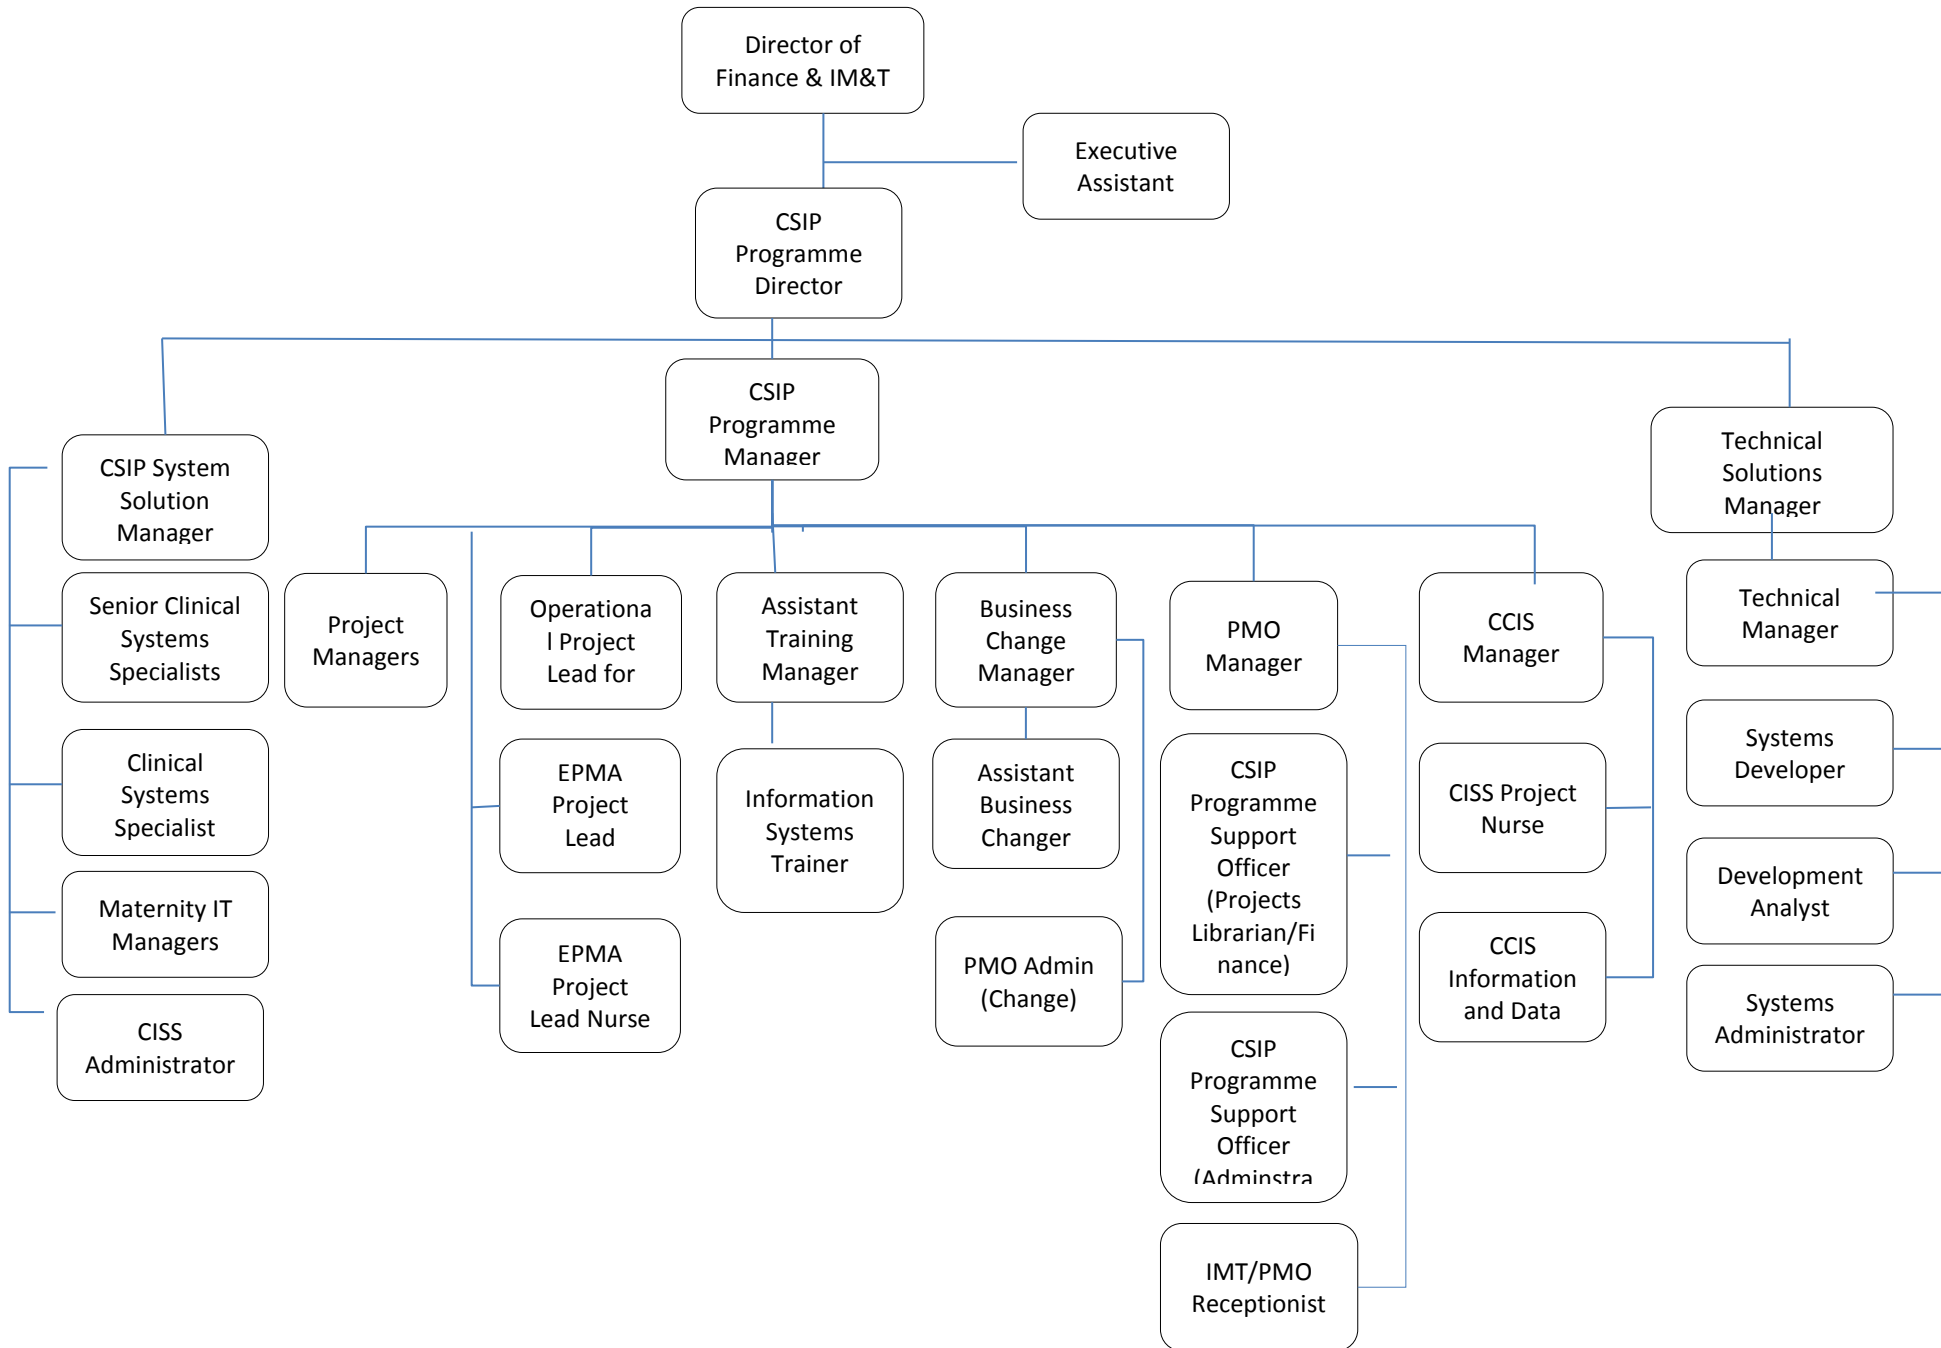 Director of
Finance & IM&T
Executive
Assistant
CSIP
Programme
Director
CSIP
Programme
Manager
CSIP System
Solution
Manager
Technical
Solutions
Manager
Senior Clinical
Systems
Specialists
Clinical
Systems
Specialist
Maternity IT
Managers
CISS
Administrator
Project
Managers
Operationa
l Project
Lead for
EPMA
Project
Lead
EPMA
Project
Lead Nurse
Assistant
Training
Manager
Information
Systems
Trainer
Business
Change
Manager
Assistant
Business
Changer
PMO Admin
(Change)
PMO
Manager
CSIP
Programme
Support
Officer
(Projects
Librarian/Fi
nance)
CSIP
Programme
Support
Officer
(Adminstra
IMT/PMO
Receptionist
CCIS
Manager
CISS Project
Nurse
CCIS
Information
and Data
Technical
Manager
Systems
Developer
Development
Analyst
Systems
Administrator